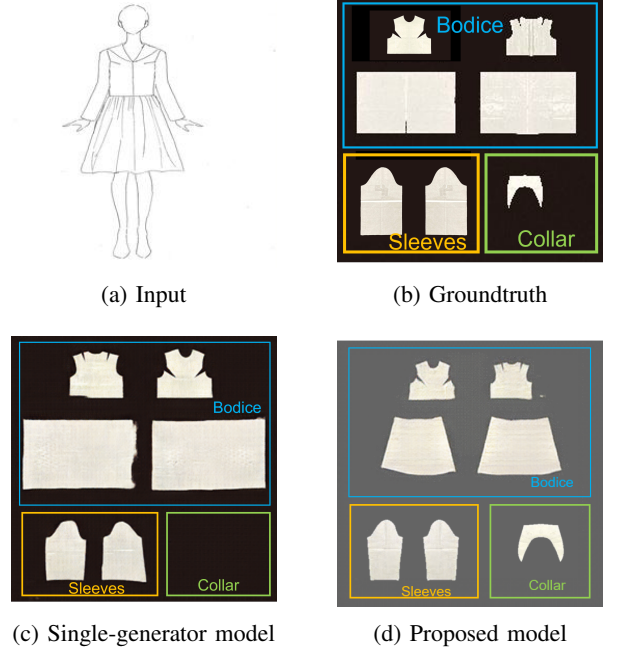 Bodice
Sleeves
Collar
(a) Input
(b) Groundtruth
Bodice
Sleeves
Collar
Bodice
Sleeves
Collar
(c) Single-generator model
(d) Proposed model